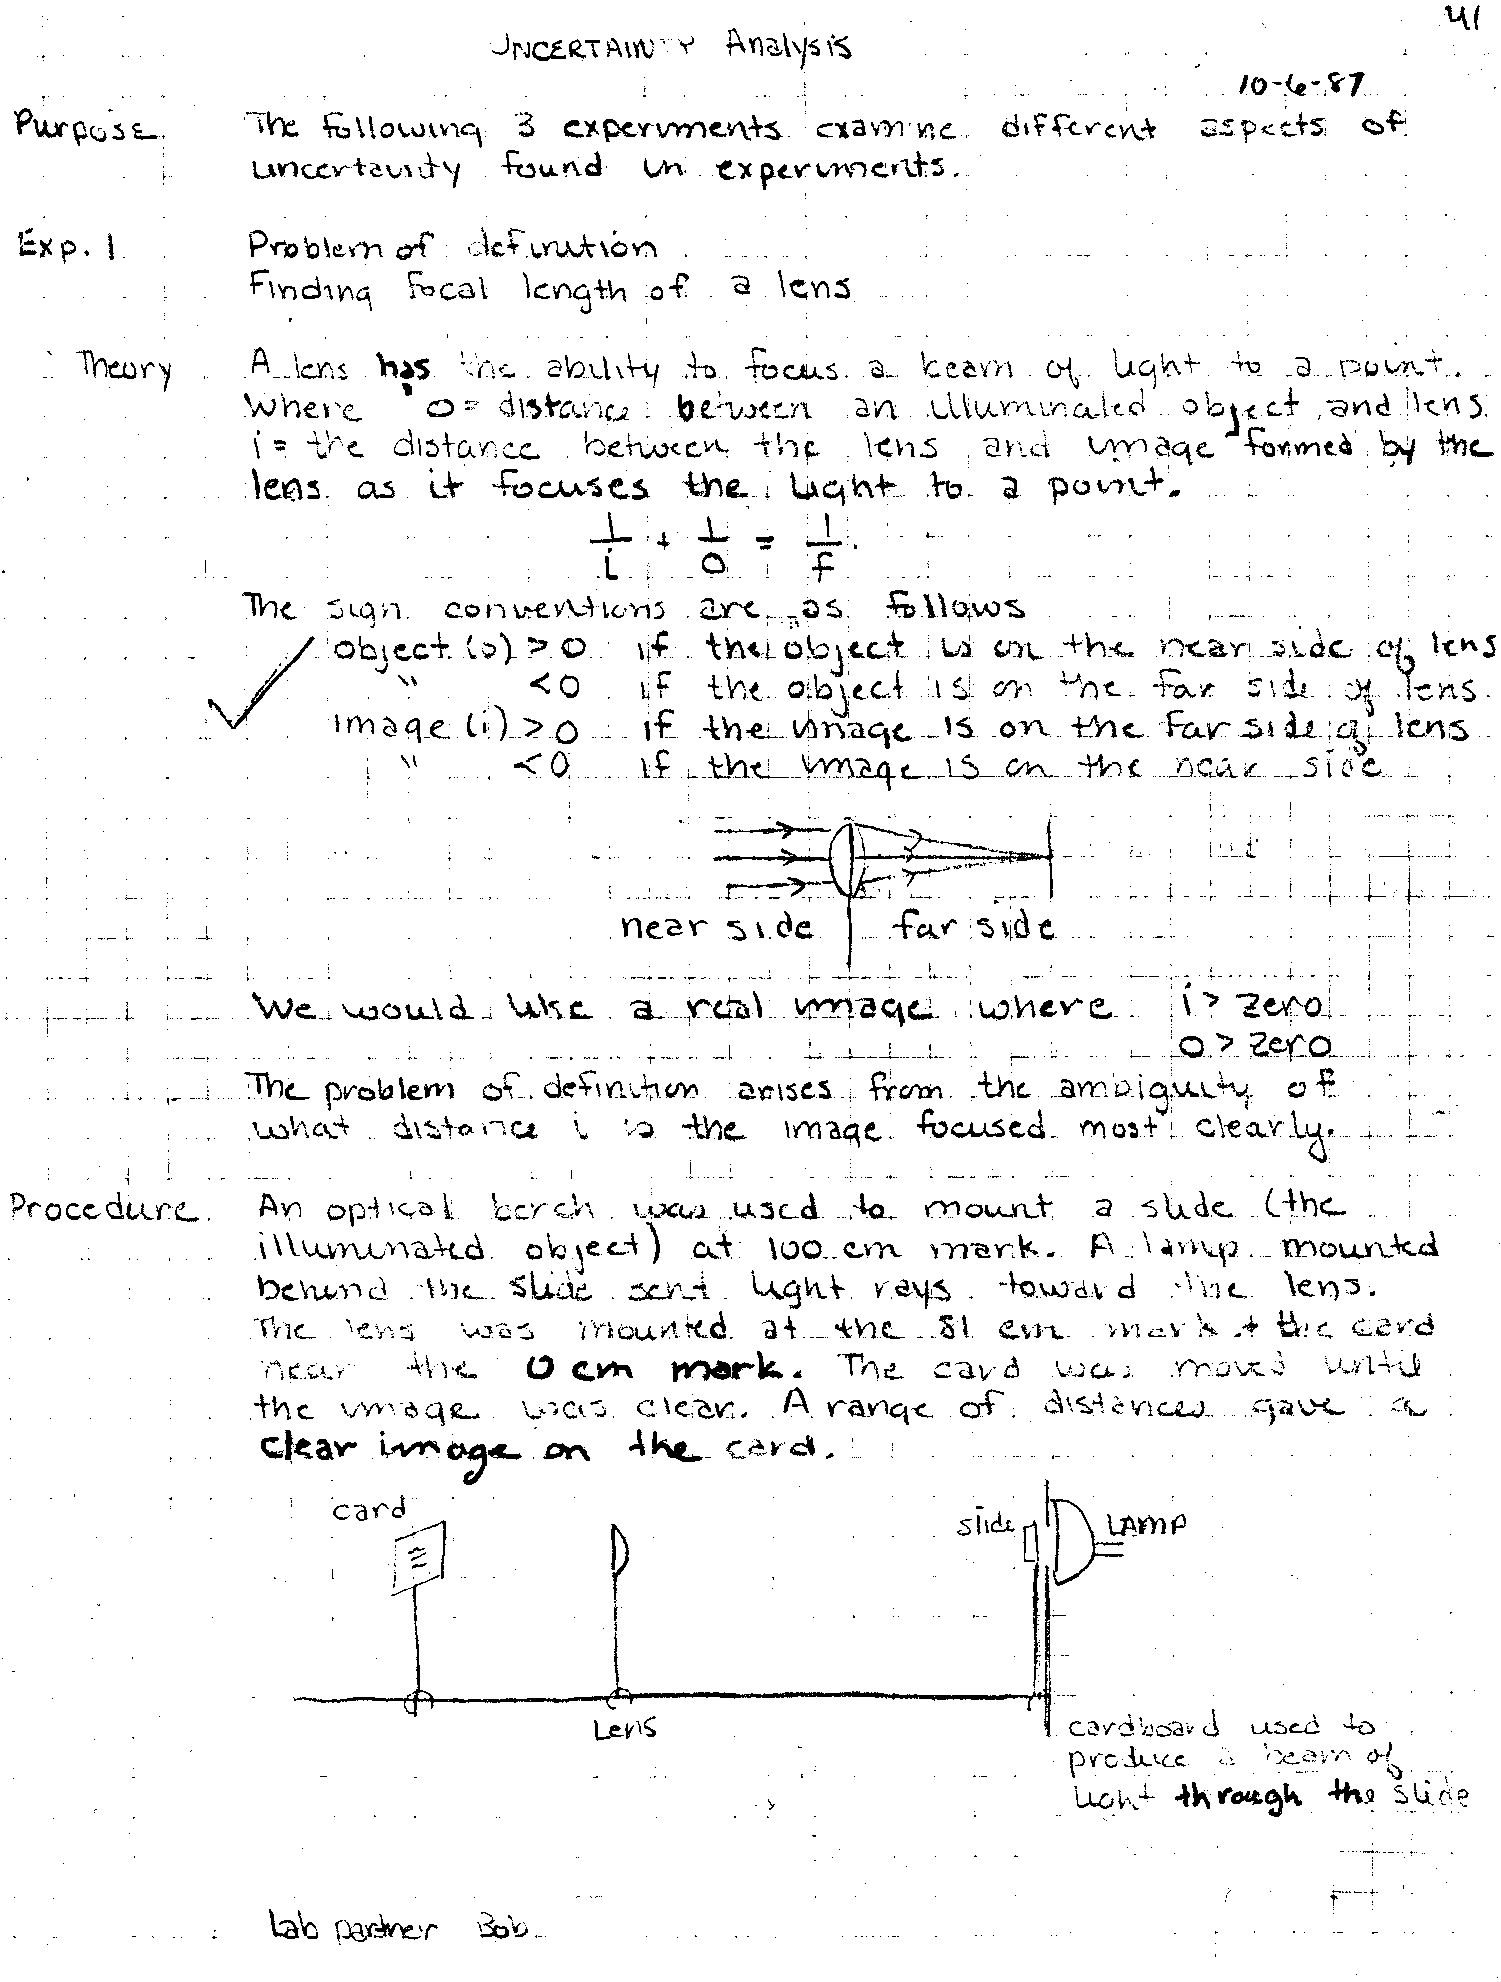 41
UNCERTAINTY Analysis
10-6-87
Purpose The following 3 experiments examine different aspects of
uncertainty found in experiments.
Exp. 1 Problem of definition
Finding focal length of a lens
Theory A lens has the ability to focus a beam of light to a point.
Where o = distance between an illuminated object and lens
i = the distance between the lens and image formed by the
lens as it focuses the light to a point.
1/i + 1/o = 1/f
The sign conventions are as follows
object (o) > 0 if the object is on the near side of lens
" < 0 if the object is on the far side of lens
image (i) > 0 if the image is on the far side of lens
" < 0 if the image is on the near side
near side far side
We would like a real image where i > zero
o > zero
The problem of definition arises from the ambiguity of
what distance i is the image focused most clearly.
Procedure An optical bench was used to mount a slide (the
illuminated object) at 100 cm mark. A lamp mounted
behind the slide sent light rays toward the lens.
The lens was mounted at the 81 cm mark + the card
near the 0 cm mark. The card was moved until
the image was clear. A range of distances gave a
clear image on the card.
card
slide LAMP
Lens
cardboard used to
produce a beam of
light through the slide
Lab partner Bob